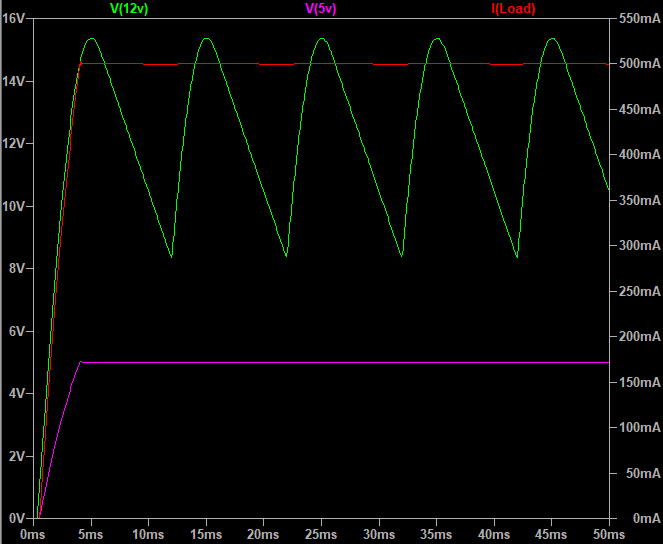 V(12v) V(5v) I(Load)
16V 550mA
14V 500mA
450mA
12V 400mA
10V 350mA
300mA
8V 250mA
6V 200mA
4V 150mA
100mA
2V 50mA
0V 0mA
0ms 5ms 10ms 15ms 20ms 25ms 30ms 35ms 40ms 45ms 50ms